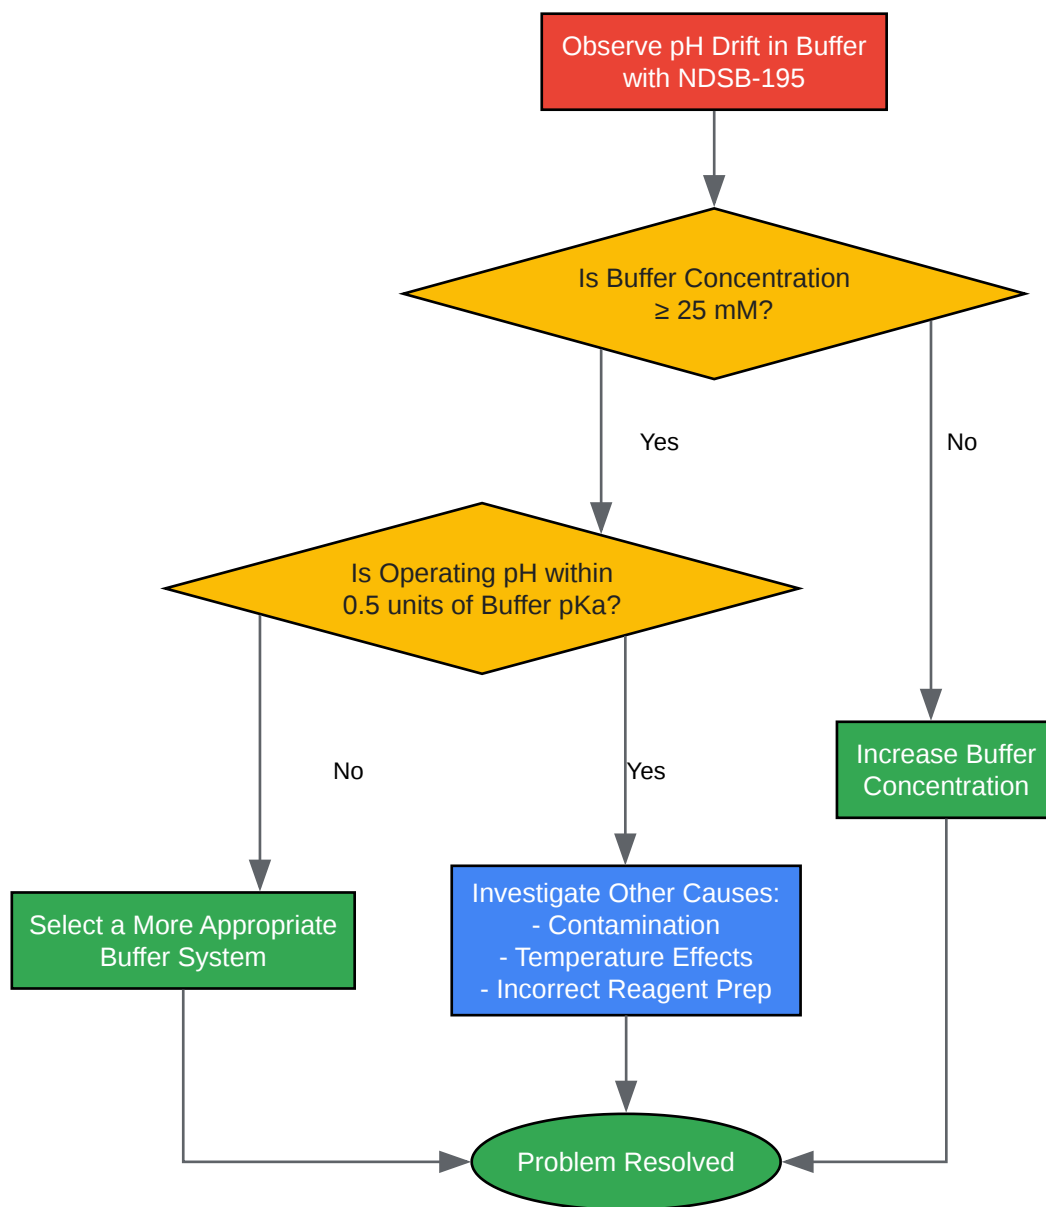 Observe pH Drift in Buffer
with NDSB-195
Is Buffer Concentration
≥ 25 mM?
Yes
No
Is Operating pH within
0.5 units of Buffer pKa?
No
Yes
Increase Buffer
Concentration
Select a More Appropriate
Buffer System
Investigate Other Causes:
- Contamination
- Temperature Effects
- Incorrect Reagent Prep
Problem Resolved